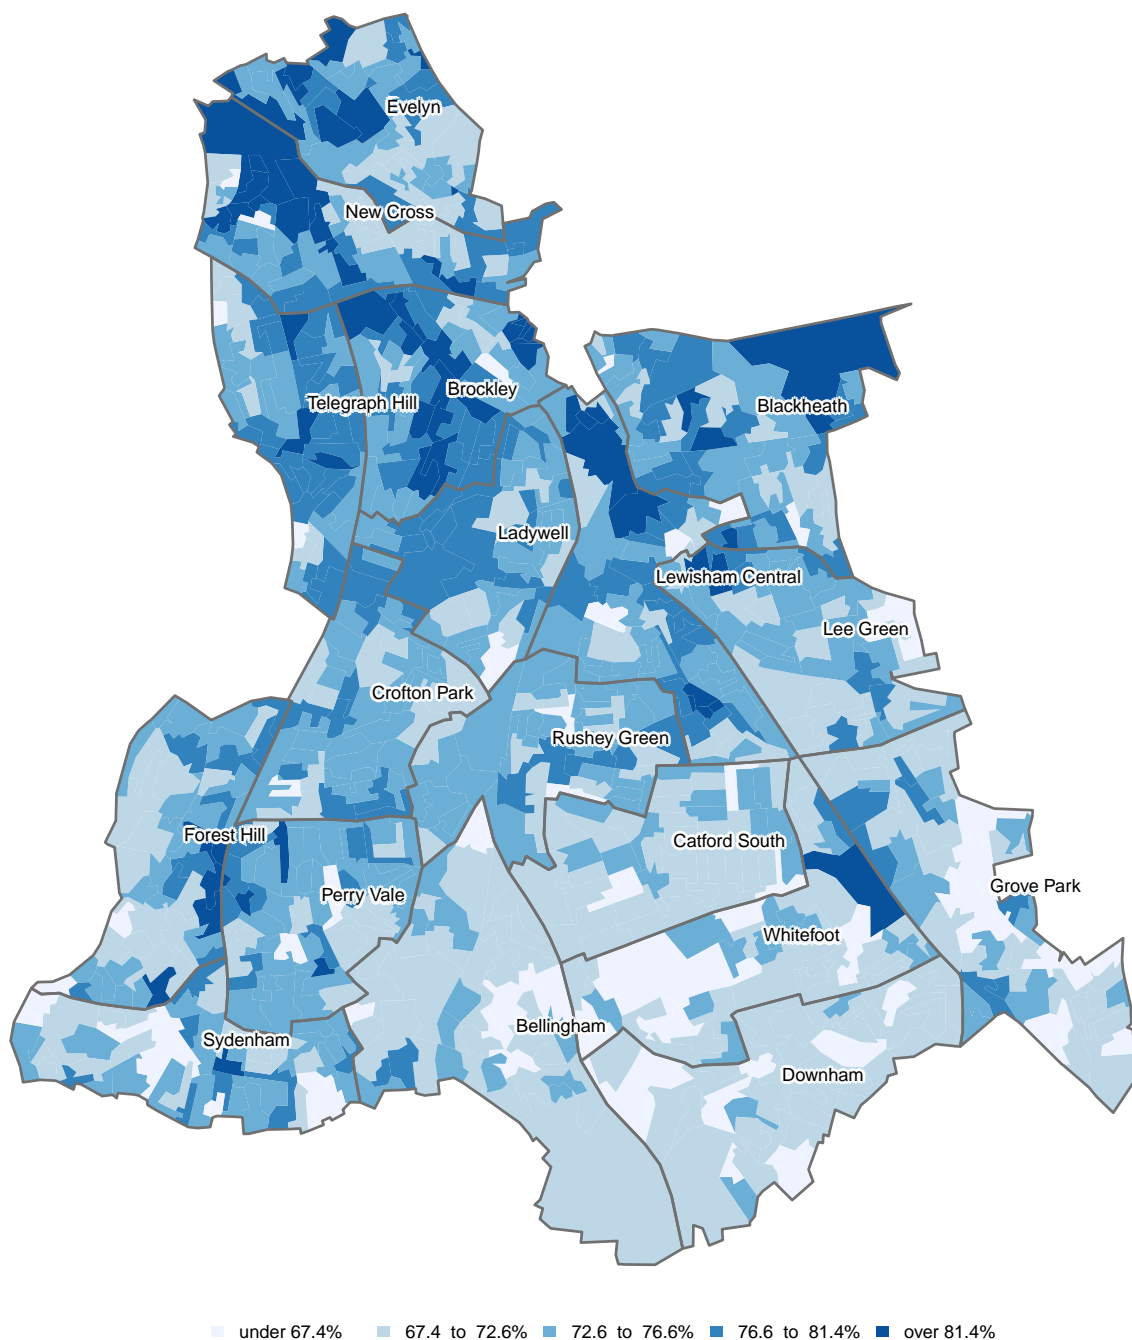 Evelyn
New Cross
Brockley
Telegraph Hill
Blackheath
Ladywell
Lewisham Central
Lee Green
Crofton Park
Rushey Green
Forest Hill
Catford South
Perry Vale
Grove Park
Whitefoot
Bellingham
Sydenham
Downham
under 67.4% 67.4 to 72.6% 72.6 to 76.6% 76.6 to 81.4% over 81.4%